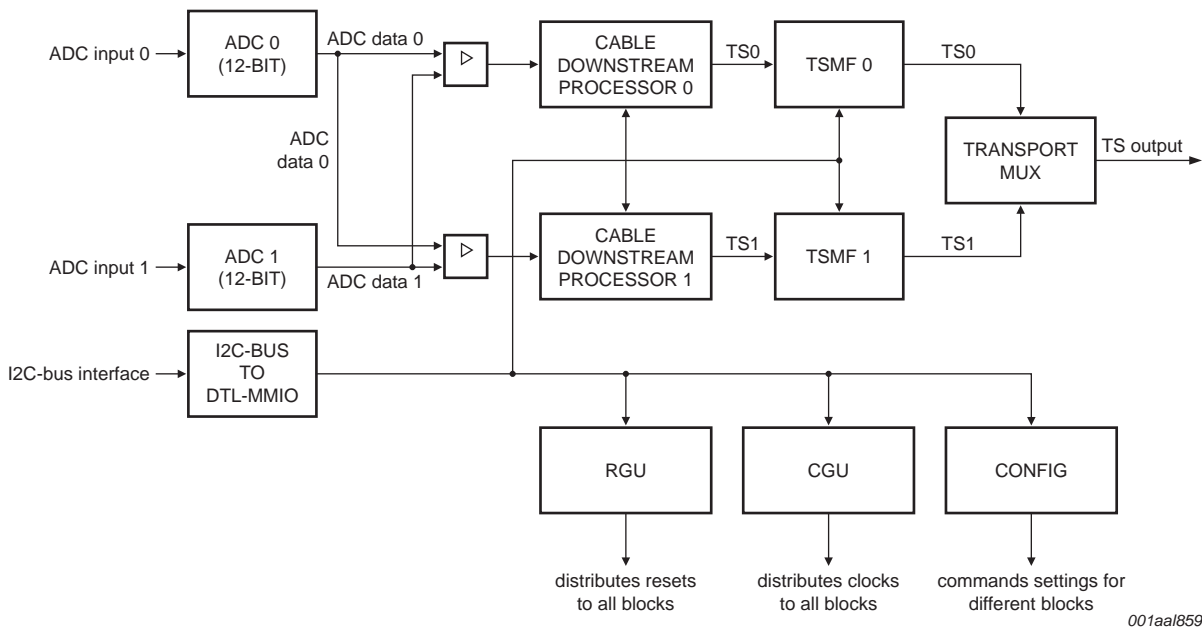 ADC input 0
ADC 0
(12-BIT)
ADC data 0
CABLE
DOWNSTREAM
PROCESSOR 0
TS0
TSMF 0
TS0
ADC
data 0
TRANSPORT
MUX
TS output
ADC input 1
ADC 1
(12-BIT)
ADC data 1
CABLE
DOWNSTREAM
PROCESSOR 1
TS1
TSMF 1
TS1
I2C-bus interface
I2C-BUS
TO
DTL-MMIO
RGU
CGU
CONFIG
distributes resets
to all blocks
distributes clocks
to all blocks
commands settings for
different blocks
001aal859